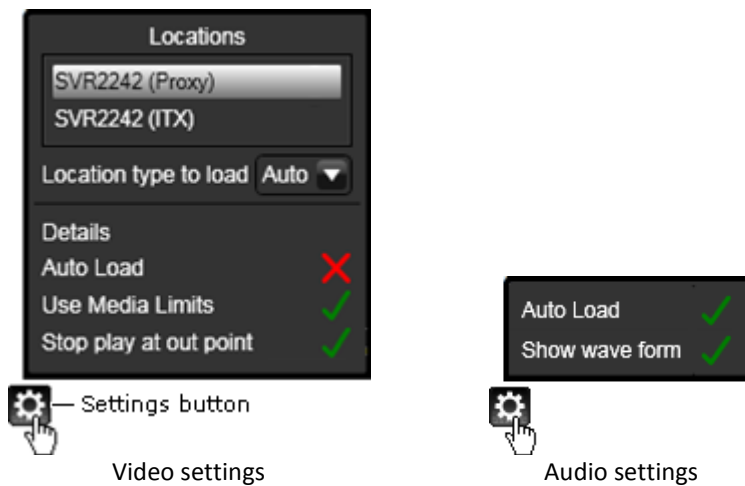 Locations
SVR2242 (Proxy)
SVR2242 (ITX)
Location type to load Auto
Details
Auto Load
Use Media Limits
Stop play at out point
Settings button
Video settings
Auto Load
Show wave form
Audio settings